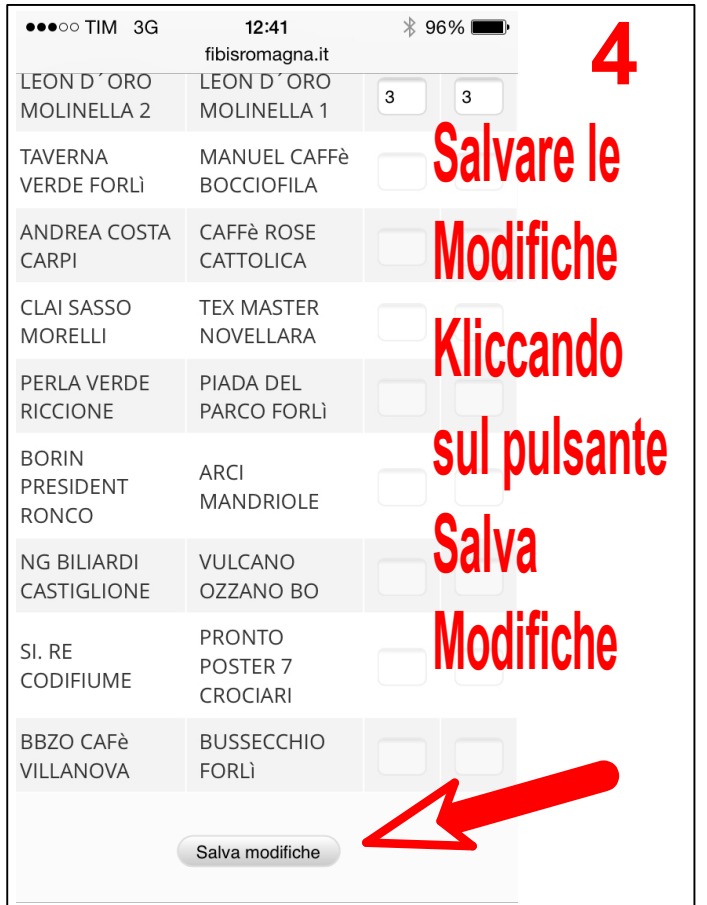 ●●●○○ TIM 3G 12:41 96%
fibisromagna.it
4
LEON D´ORO MOLINELLA 2 LEON D´ORO MOLINELLA 1 3 3
TAVERNA VERDE FORLì MANUEL CAFFè BOCCIOFILA
ANDREA COSTA CARPI CAFFè ROSE CATTOLICA
CLAI SASSO MORELLI TEX MASTER NOVELLARA
PERLA VERDE RICCIONE PIADA DEL PARCO FORLì
BORIN PRESIDENT RONCO ARCI MANDRIOLE
NG BILIARDI CASTIGLIONE VULCANO OZZANO BO
SI. RE CODIFIUME PRONTO POSTER 7 CROCIARI
BBZO CAFè VILLANOVA BUSSECCHIO FORLì
Salva modifiche
Salvare le
Modifiche
Kliccando
sul pulsante
Salva
Modifiche